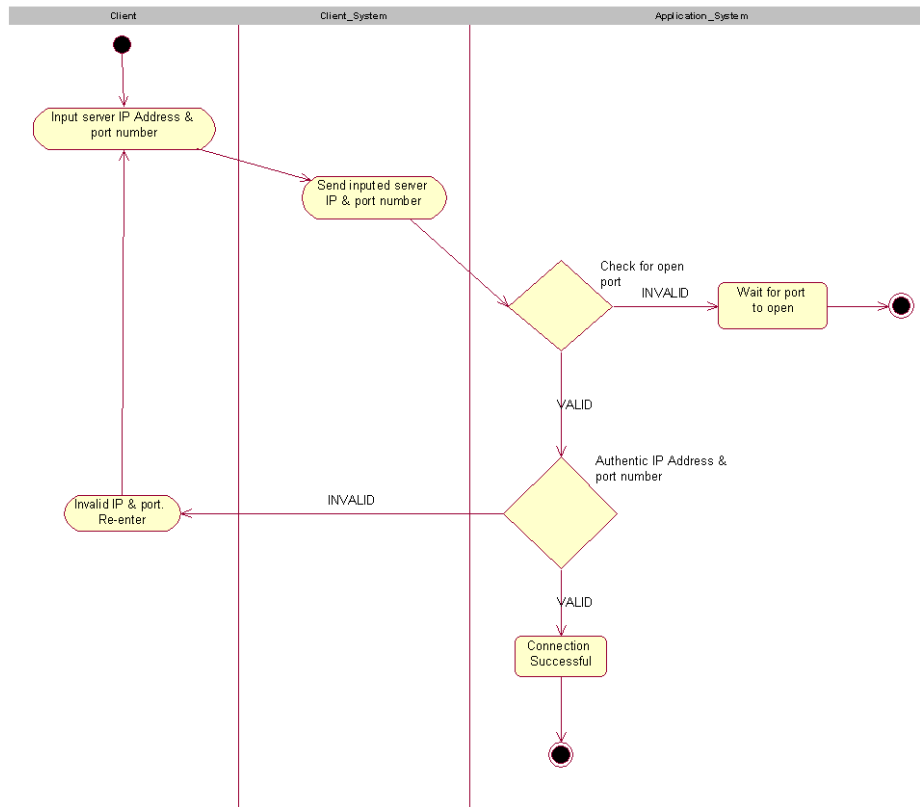 Client
Client_System
Application_System
Input server IP Address &
port number
Send inputed server
IP & port number
Check for open
port
INVALID
Wait for port
to open
VALID
Authentic IP Address &
port number
INVALID
Invalid IP & port.
Re-enter
VALID
Connection
Successful